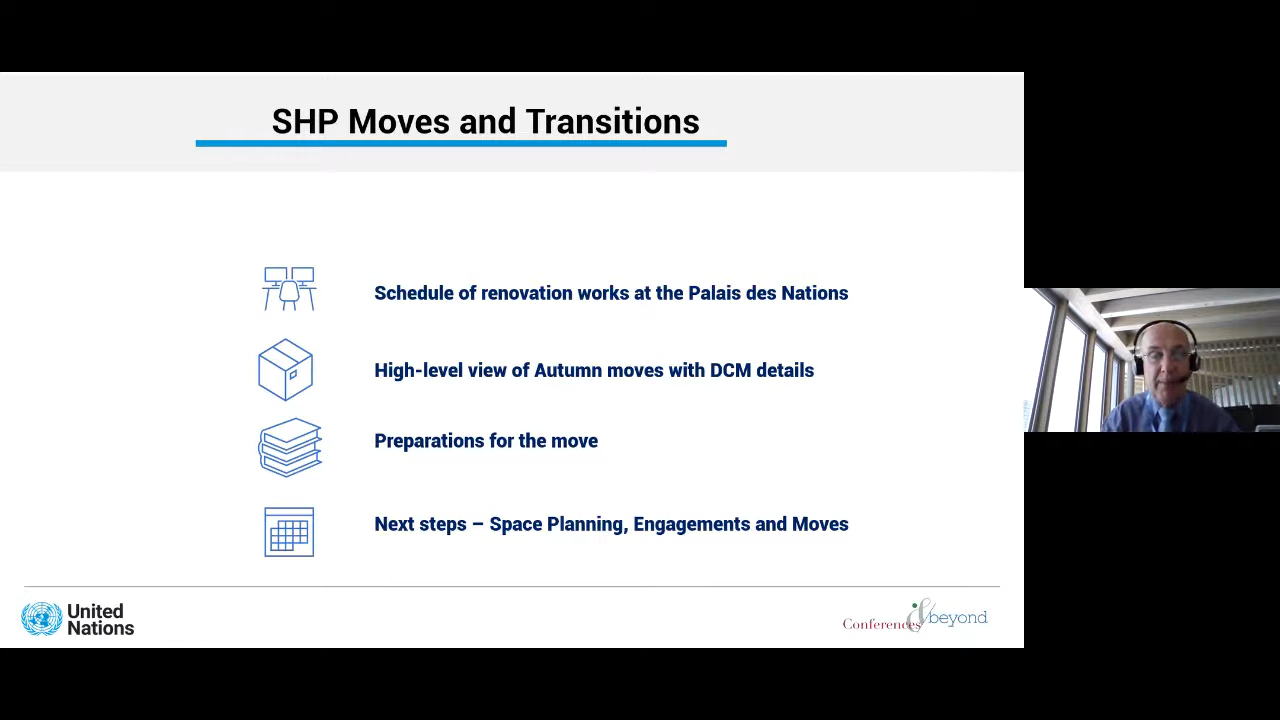 SHP Moves and Transitions
Schedule of renovation works at the Palais des Nations
High-level view of Autumn moves with DCM details
Preparations for the move
Next steps – Space Planning, Engagements and Moves
United
Nations
Conferences & beyond